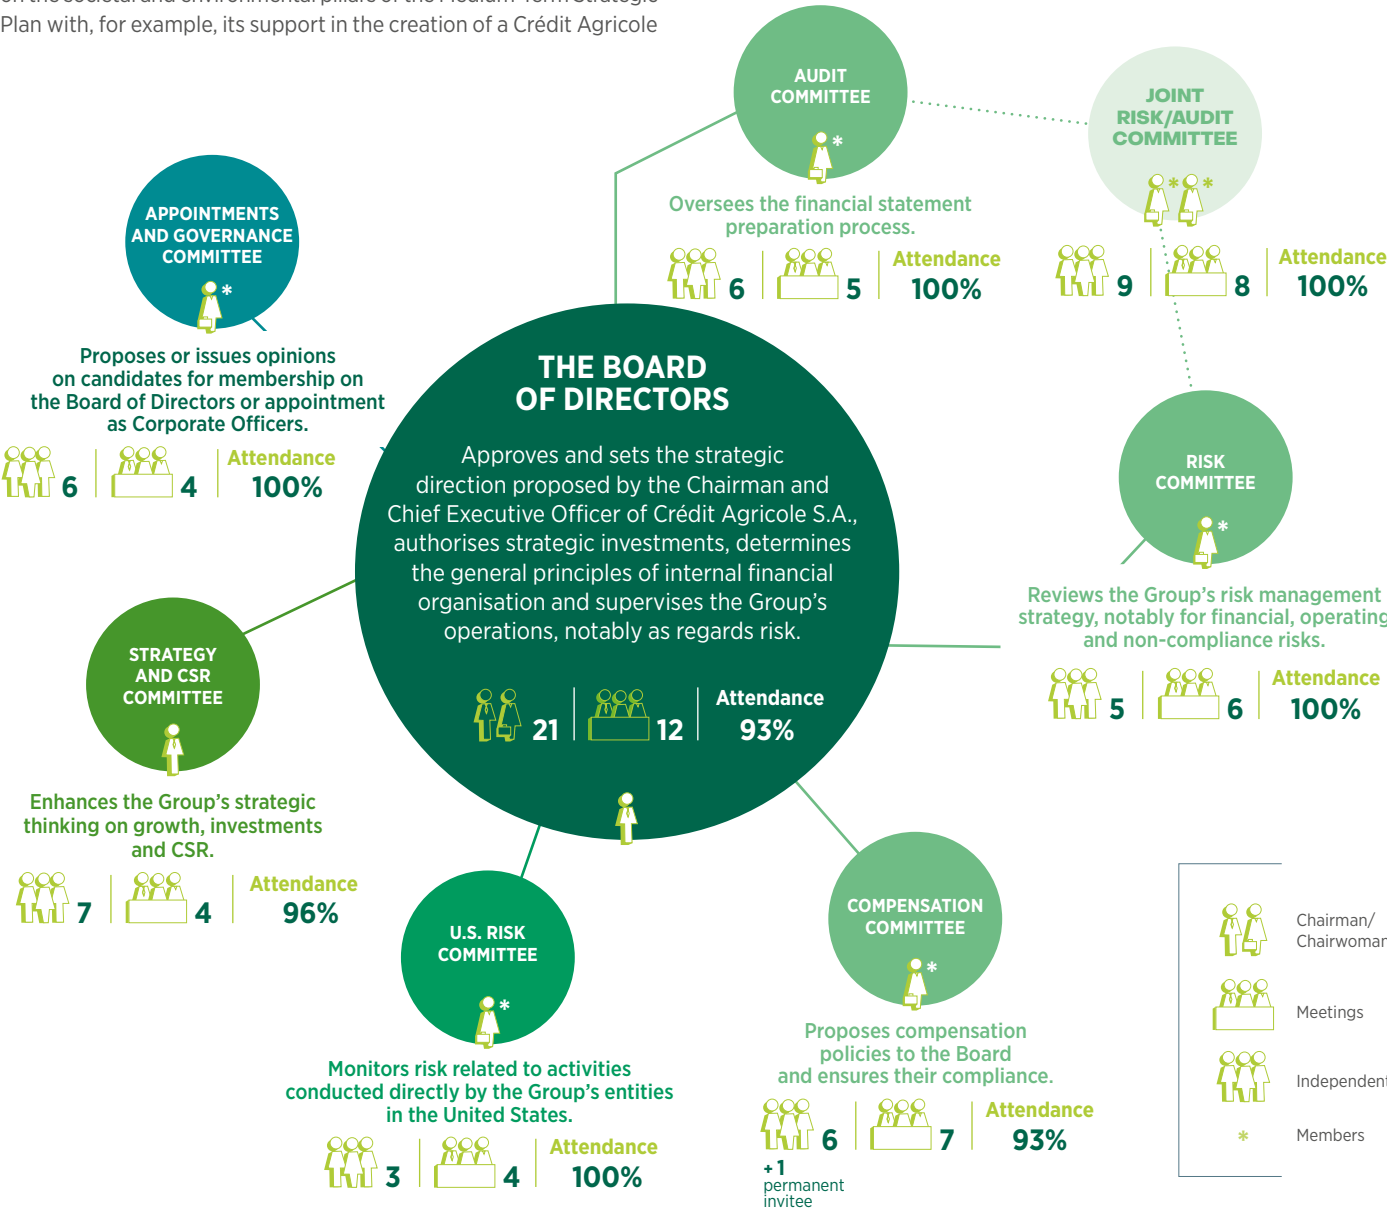 Plan with, for example, its support in the creation of a Crédit Agricole
AUDIT
COMMITTEE
*
Oversees the financial statement
preparation process.
6
5
Attendance
100%
JOINT
RISK/AUDIT
COMMITTEE
* *
9
8
Attendance
100%
APPOINTMENTS
AND GOVERNANCE
COMMITTEE
*
Proposes or issues opinions
on candidates for membership on
the Board of Directors or appointment
as Corporate Officers.
6
4
Attendance
100%
THE BOARD
OF DIRECTORS
Approves and sets the strategic
direction proposed by the Chairman and
Chief Executive Officer of Crédit Agricole S.A.,
authorises strategic investments, determines
the general principles of internal financial
organisation and supervises the Group's
operations, notably as regards risk.
21
12
Attendance
93%
RISK
COMMITTEE
*
Reviews the Group's risk management
strategy, notably for financial, operating
and non-compliance risks.
5
6
Attendance
100%
STRATEGY
AND CSR
COMMITTEE
Enhances the Group's strategic
thinking on growth, investments
and CSR.
7
4
Attendance
96%
U.S. RISK
COMMITTEE
*
Monitors risk related to activities
conducted directly by the Group's entities
in the United States.
3
4
Attendance
100%
COMPENSATION
COMMITTEE
*
Proposes compensation
policies to the Board
and ensures their compliance.
6
7
Attendance
93%
+ 1
permanent
invitee
Chairman/
Chairwoman
Meetings
Independent
* Members